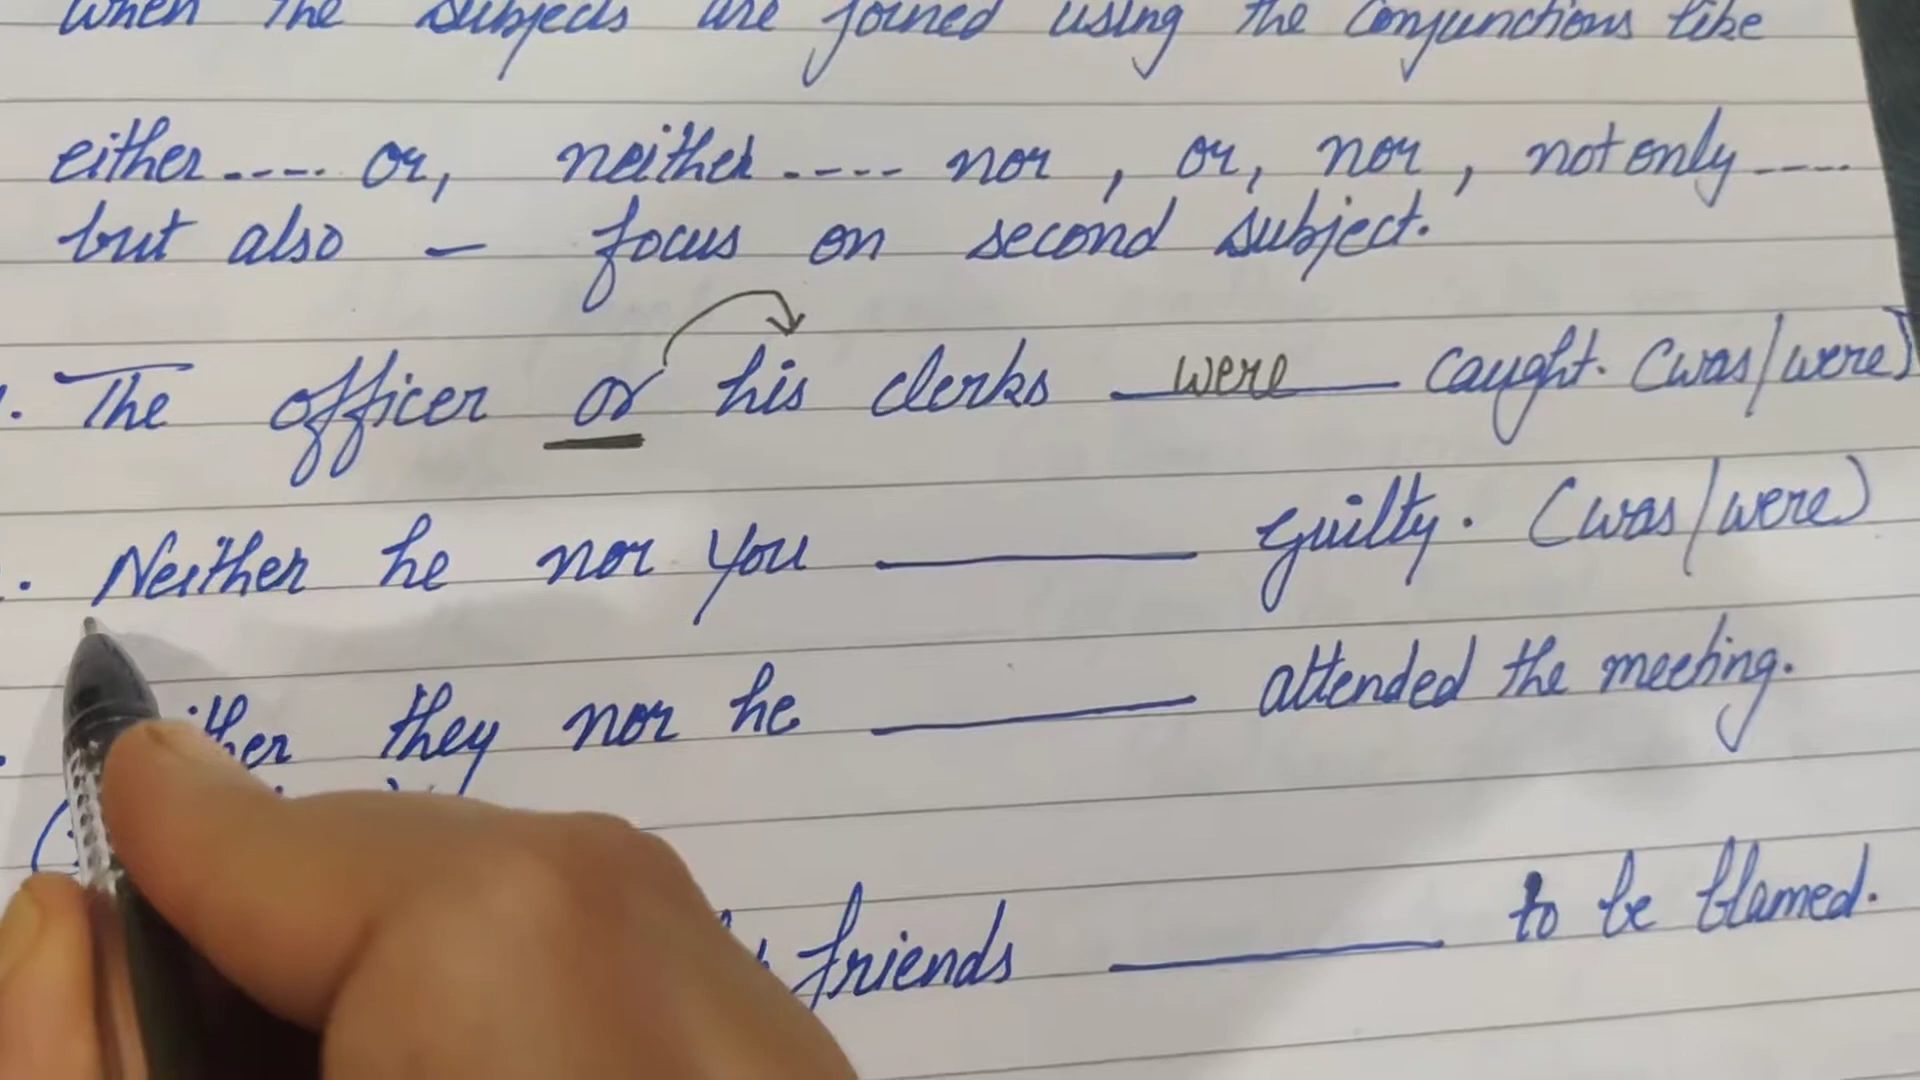 when the subjects are joined using the conjunctions like
either .... or, neither .... nor, or, nor, not only ....
but also - focus on second subject.
. The officer or his clerks were caught. (was/were)
. Neither he nor you ______ guilty. (was/were)
. they nor he ______ attended the meeting.
friends ______ to be blamed.